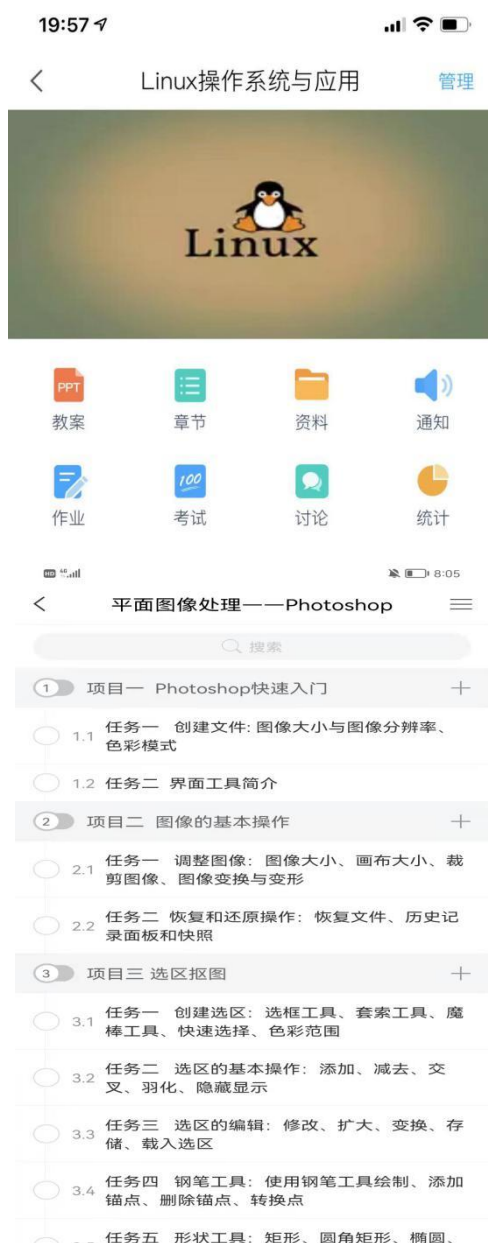 19:57
Linux操作系统与应用
管理
Linux
PPT
教案
章节
资料
通知
100
作业
考试
讨论
统计
HD
8:05
平面图像处理——Photoshop
搜索
1 项目一 Photoshop快速入门
1.1 任务一 创建文件: 图像大小与图像分辨率、
色彩模式
1.2 任务二 界面工具简介
2 项目二 图像的基本操作
2.1 任务一 调整图像: 图像大小、画布大小、裁
剪图像、图像变换与变形
2.2 任务二 恢复和还原操作: 恢复文件、历史记
录面板和快照
3 项目三 选区抠图
3.1 任务一 创建选区: 选框工具、套索工具、魔
棒工具、快速选择、色彩范围
3.2 任务二 选区的基本操作: 添加、减去、交
叉、羽化、隐藏显示
3.3 任务三 选区的编辑: 修改、扩大、变换、存
储、载入选区
3.4 任务四 钢笔工具: 使用钢笔工具绘制、添加
锚点、删除锚点、转换点
任务五 形状工具: 矩形、圆角矩形、椭圆、